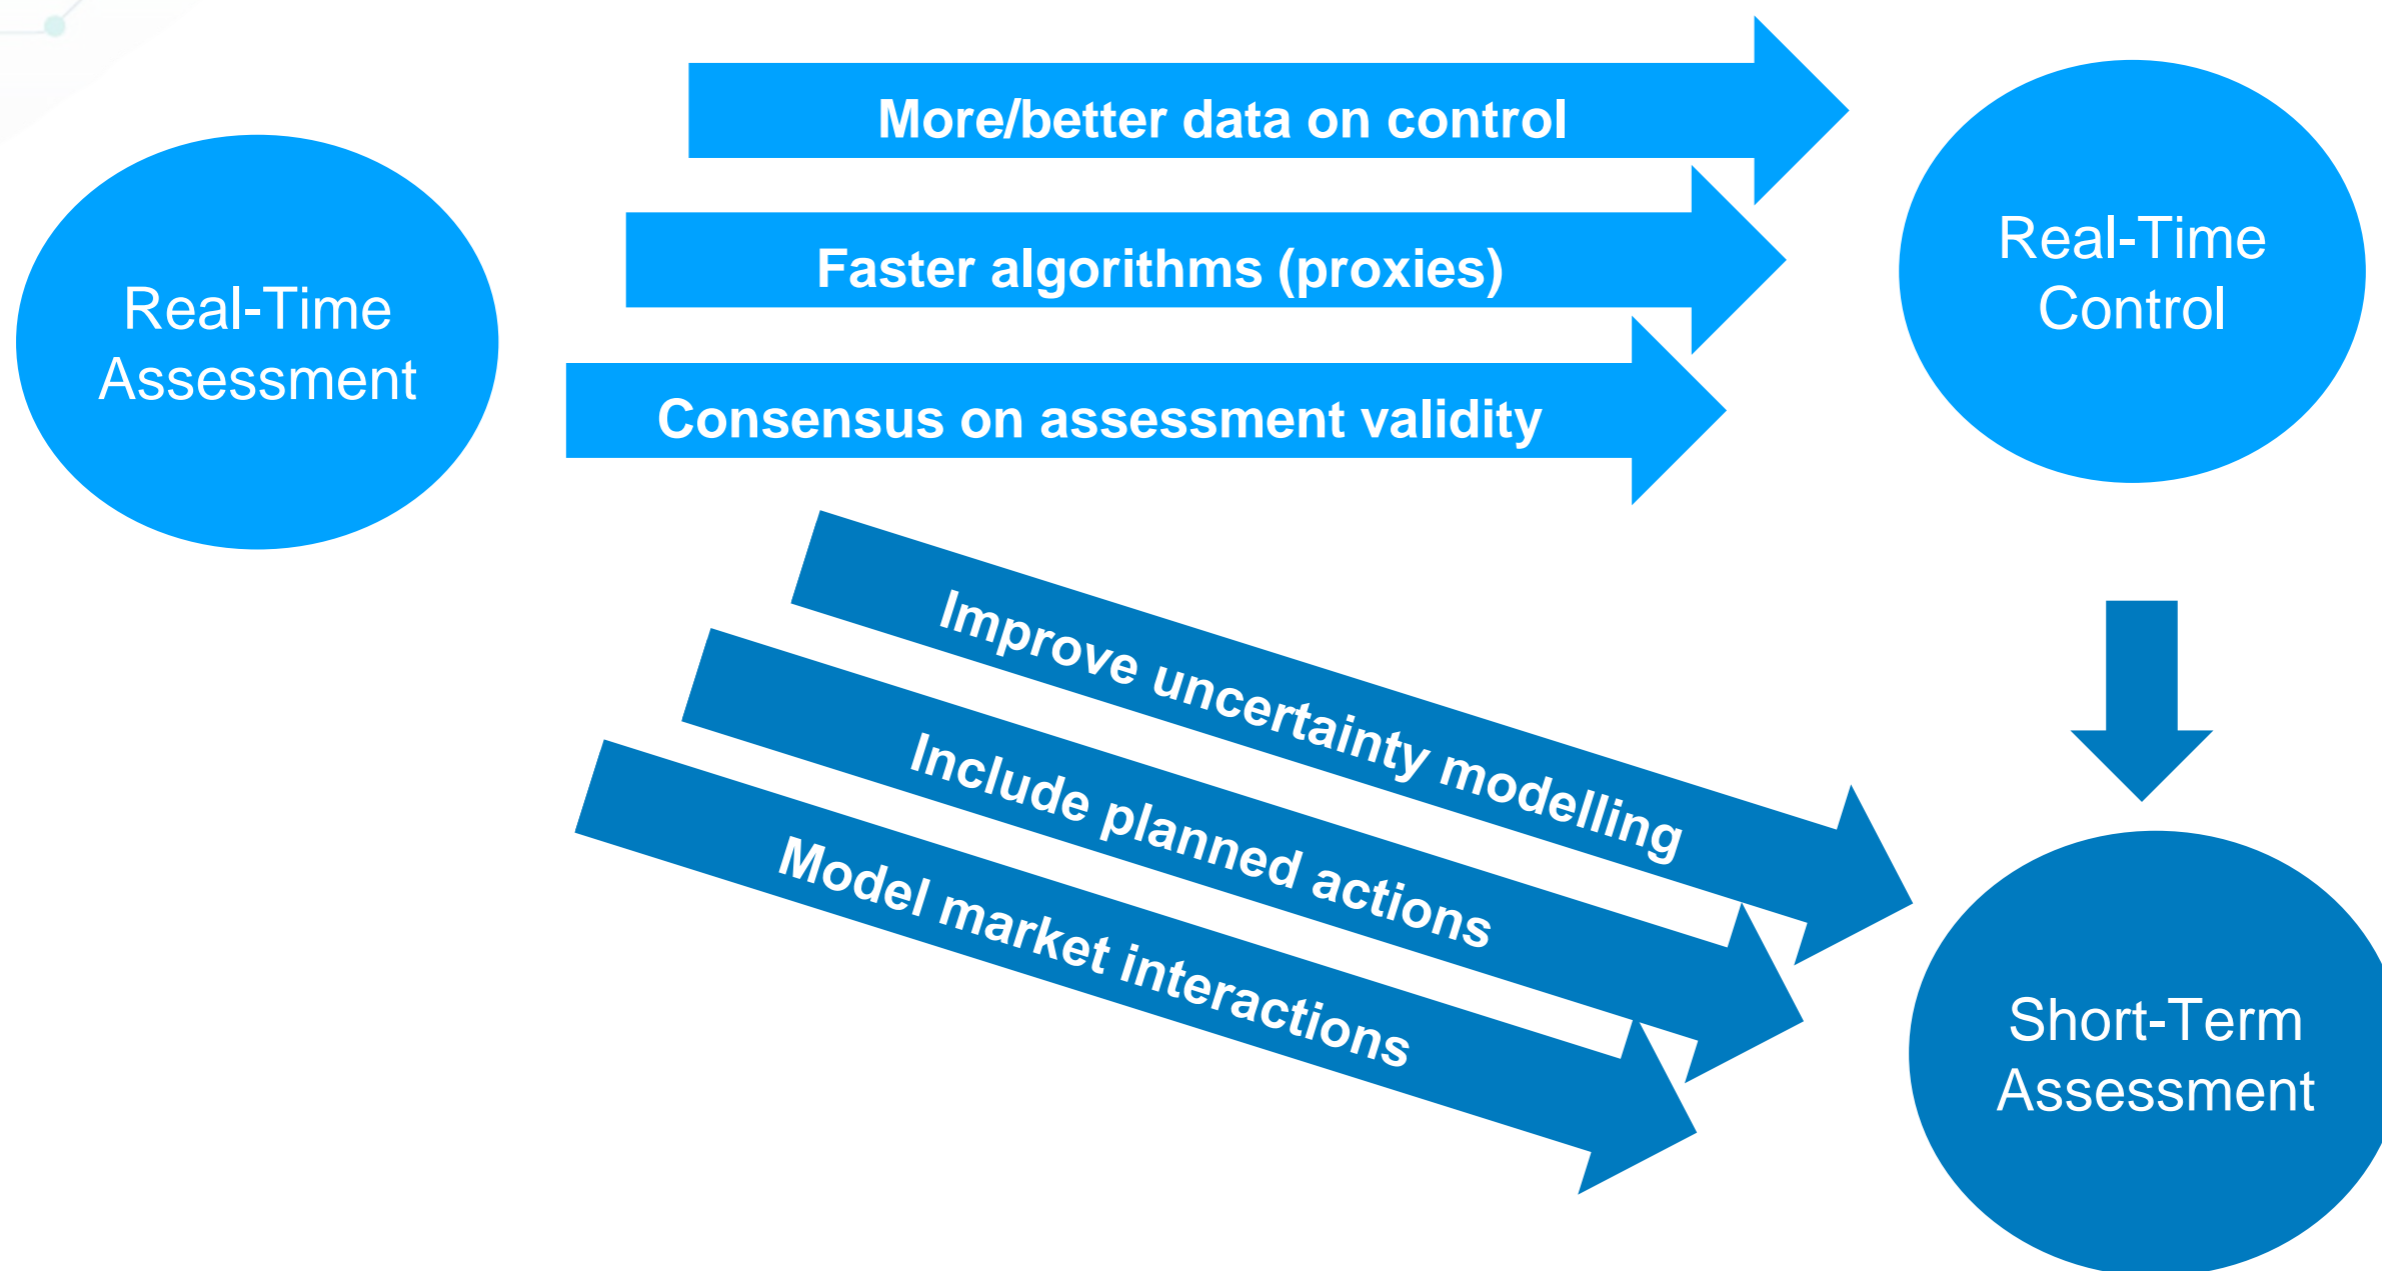 More/better data on control
Faster algorithms (proxies)
Consensus on assessment validity
Real-Time
Assessment
Real-Time
Control
Improve uncertainty modelling
Include planned actions
Model market interactions
Short-Term
Assessment